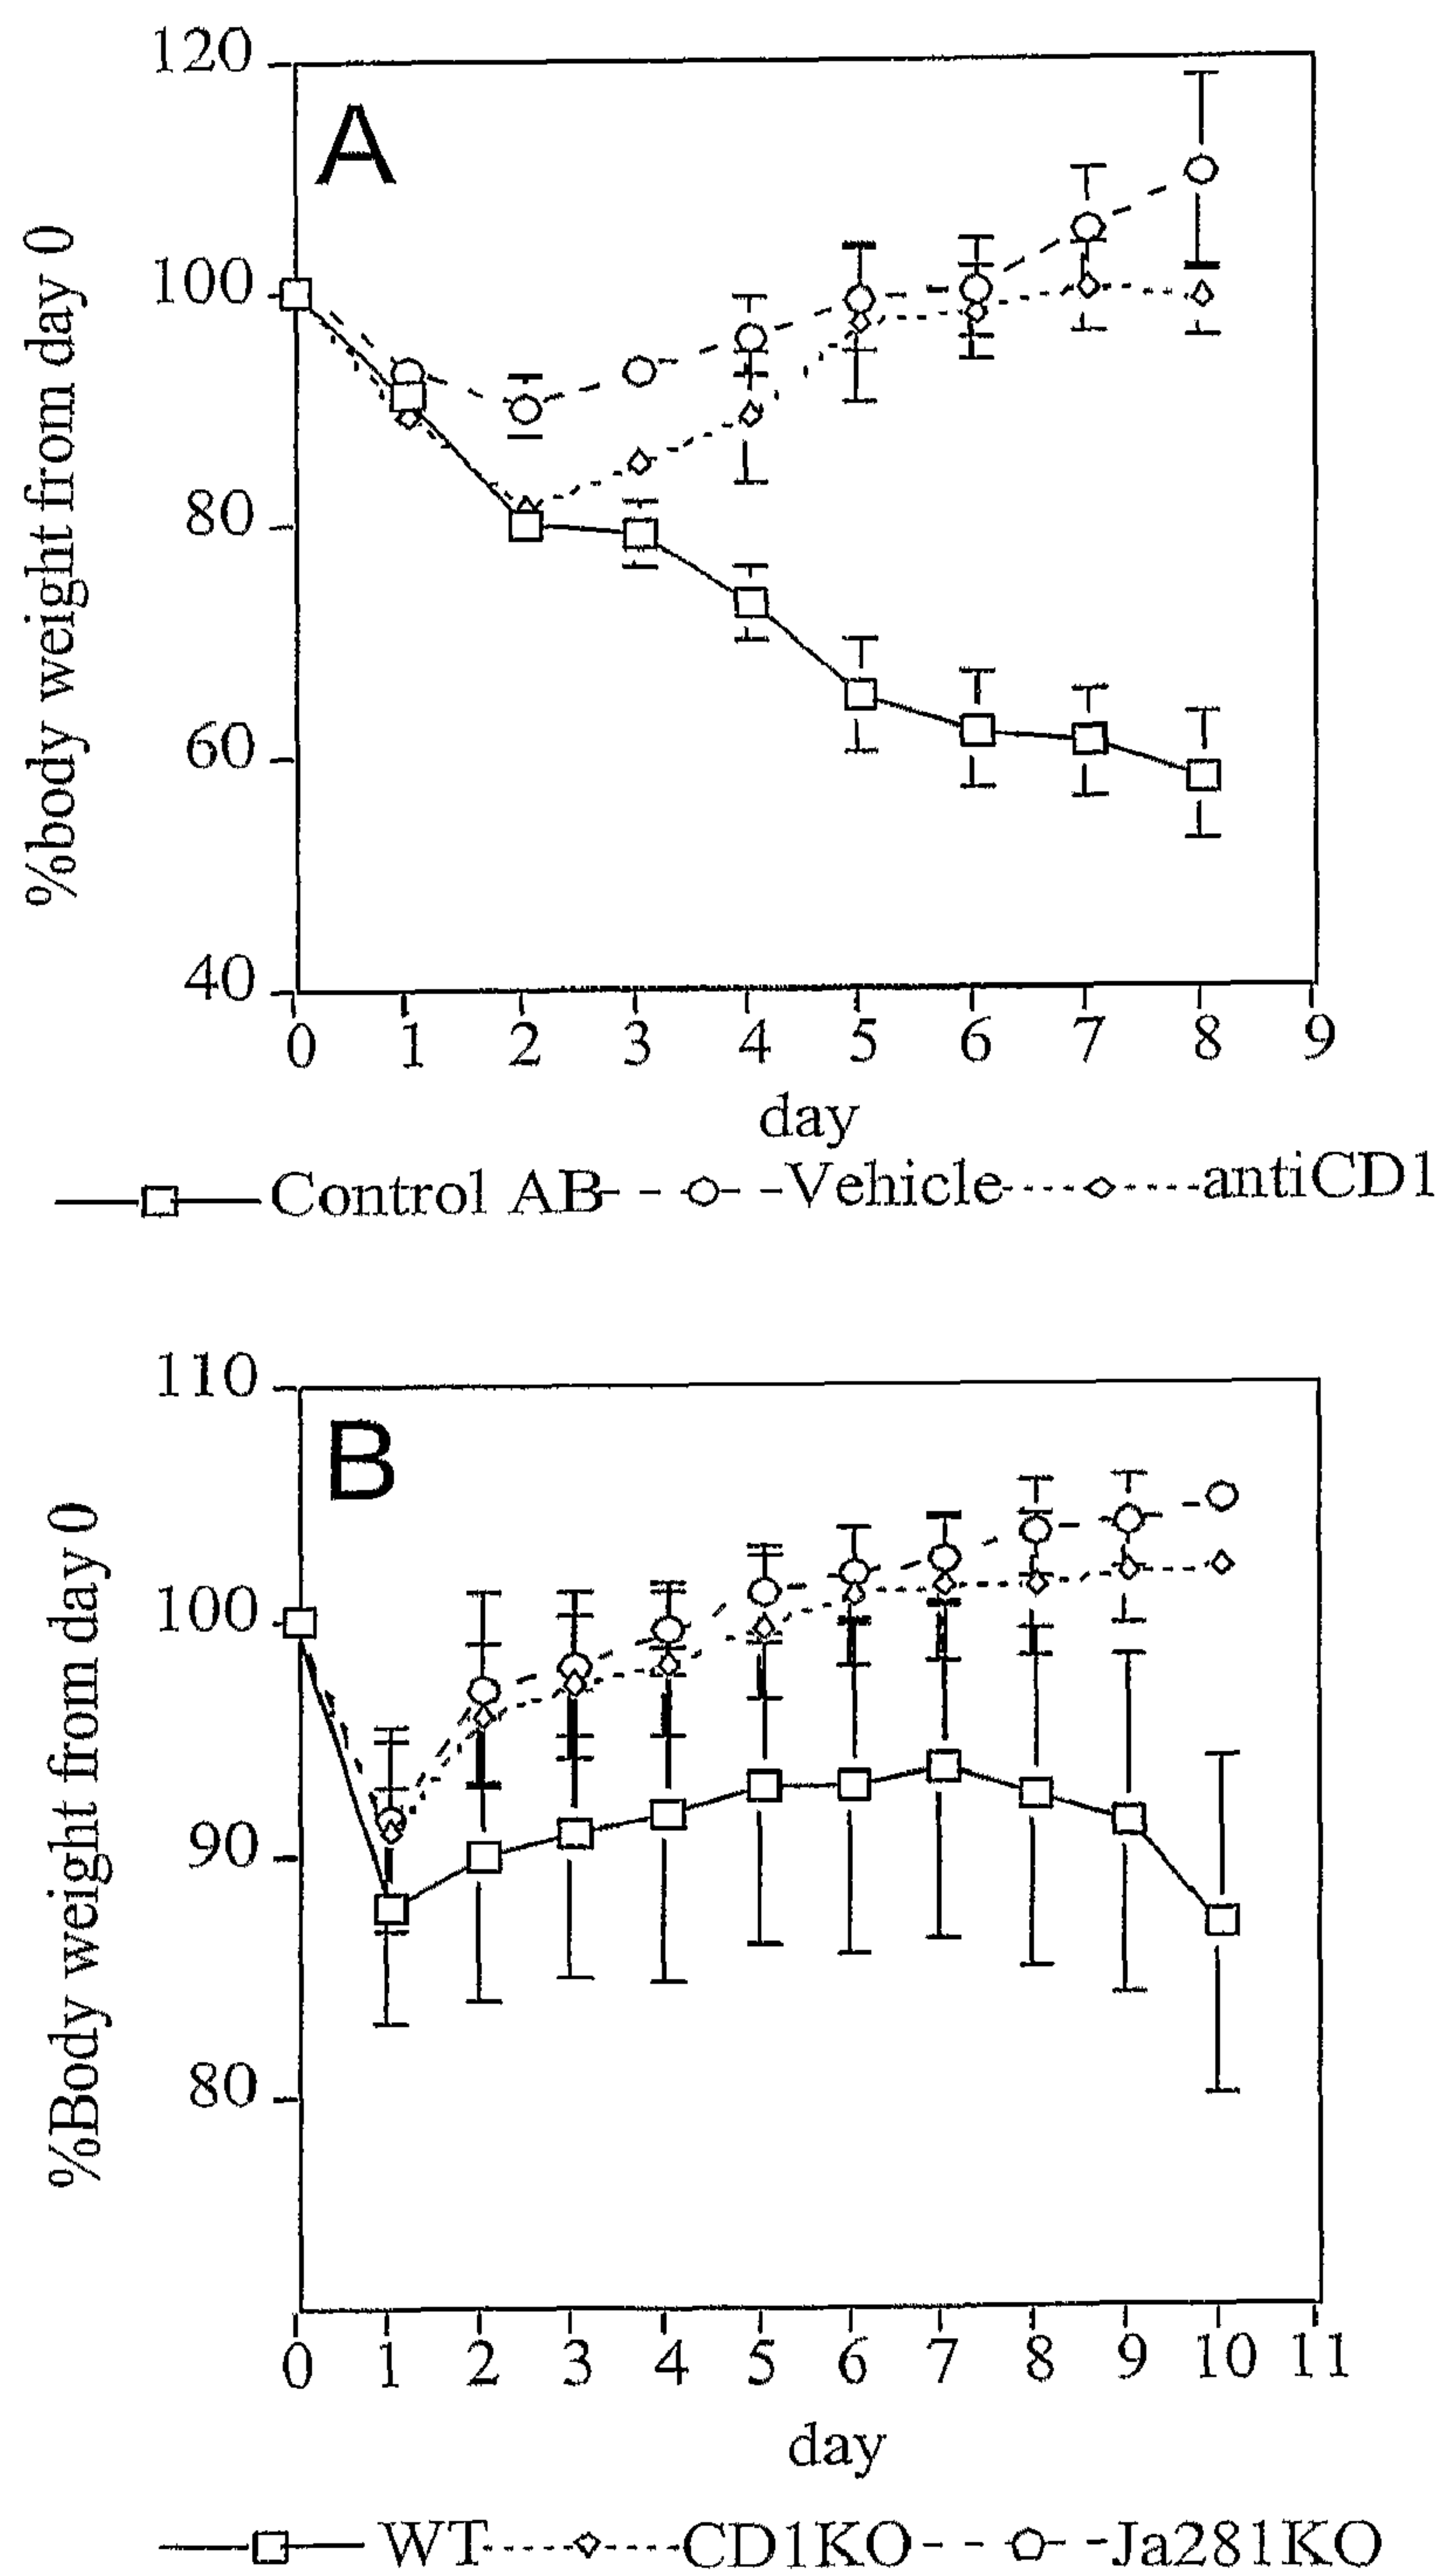 120
A
100
80
60
40
%body weight from day 0
0 1 2 3 4 5 6 7 8 9
day
Control AB Vehicle antiCD1
110
B
100
90
80
%Body weight from day 0
0 1 2 3 4 5 6 7 8 9 10 11
day
WT CD1KO Ja281KO